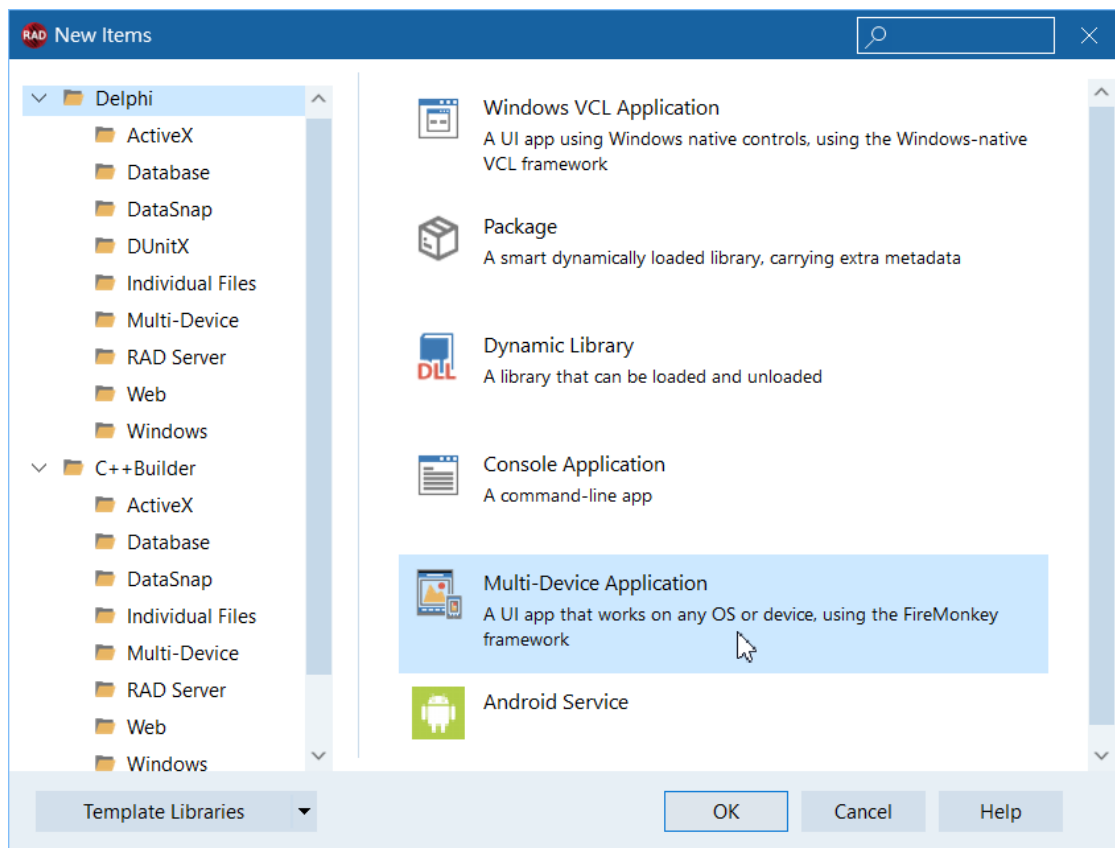 RAD New Items
Delphi
ActiveX
Database
DataSnap
DUnitX
Individual Files
Multi-Device
RAD Server
Web
Windows
C++Builder
ActiveX
Database
DataSnap
Individual Files
Multi-Device
RAD Server
Web
Windows
Windows VCL Application
A UI app using Windows native controls, using the Windows-native
VCL framework
Package
A smart dynamically loaded library, carrying extra metadata
DLL
Dynamic Library
A library that can be loaded and unloaded
Console Application
A command-line app
Multi-Device Application
A UI app that works on any OS or device, using the FireMonkey
framework
Android Service
Template Libraries
OK
Cancel
Help